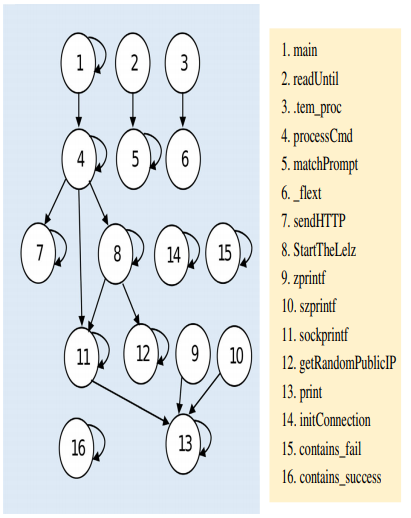 1
2
3
4
5
6
7
8
14
15
11
12
9
10
16
13
1. main
2. readUntil
3. .tem_proc
4. processCmd
5. matchPrompt
6. _flext
7. sendHTTP
8. StartTheLelz
9. zprintf
10. szprintf
11. sockprintf
12. getRandomPublicIP
13. print
14. initConnection
15. contains_fail
16. contains_success